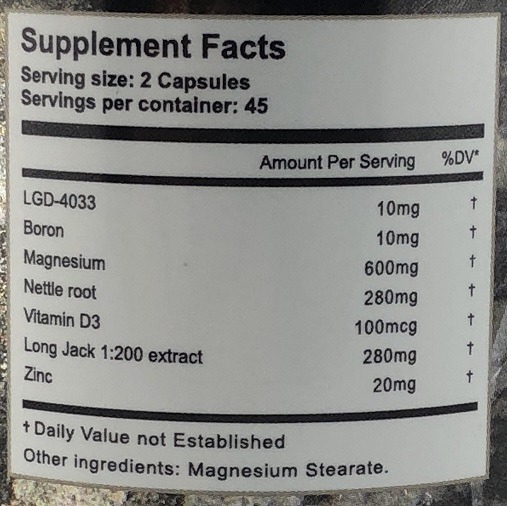 Supplement Facts
Serving size: 2 Capsules
Servings per container: 45
Amount Per Serving %DV*
LGD-4033 10mg †
Boron 10mg †
Magnesium 600mg †
Nettle root 280mg †
Vitamin D3 100mcg †
Long Jack 1:200 extract 280mg †
Zinc 20mg †
† Daily Value not Established
Other ingredients: Magnesium Stearate.